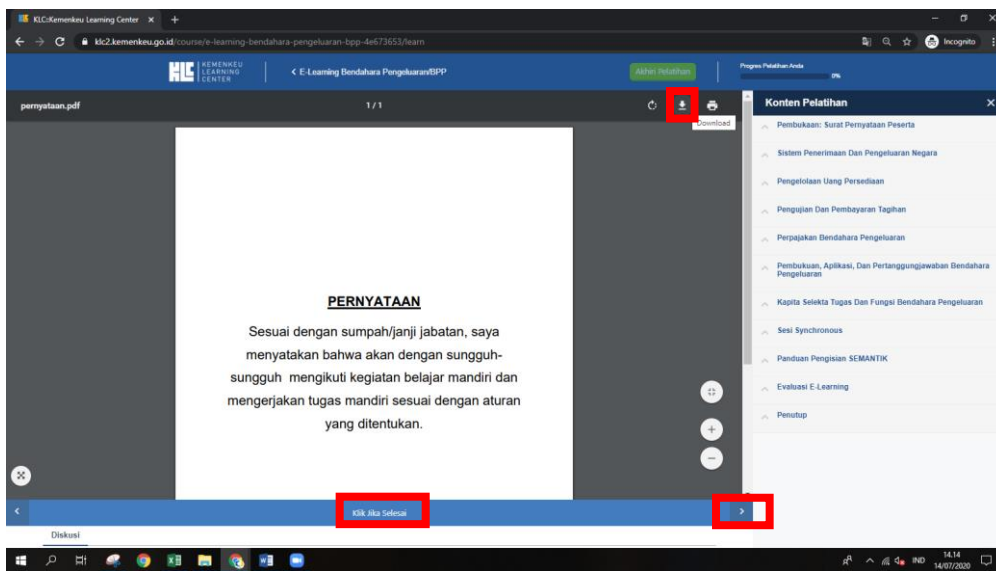 KLC:Kemenkeu Learning Center
klc2.kemenkeu.go.id/course/e-learning-bendahara-pengeluaran-bpp-4e673653/learn
Incognito
KLC
KEMENKEU
LEARNING
CENTER
E-Learning Bendahara Pengeluaran/BPP
Akhiri Pelatihan
Progres Pelatihan Anda
0%
pernyataan.pdf
1 / 1
Download
Konten Pelatihan
Pembukaan: Surat Pernyataan Peserta
Sistem Penerimaan Dan Pengeluaran Negara
Pengelolaan Uang Persediaan
Pengujian Dan Pembayaran Tagihan
Perpajakan Bendahara Pengeluaran
Pembukuan, Aplikasi, Dan Pertanggungjawaban Bendahara
Pengeluaran
Kapita Selekta Tugas Dan Fungsi Bendahara Pengeluaran
Sesi Synchronous
Panduan Pengisian SEMANTIK
Evaluasi E-Learning
Penutup
PERNYATAAN
Sesuai dengan sumpah/janji jabatan, saya
menyatakan bahwa akan dengan sungguh-
sungguh mengikuti kegiatan belajar mandiri dan
mengerjakan tugas mandiri sesuai dengan aturan
yang ditentukan.
Klik Jika Selesai
Diskusi
IND
14.14
14/07/2020